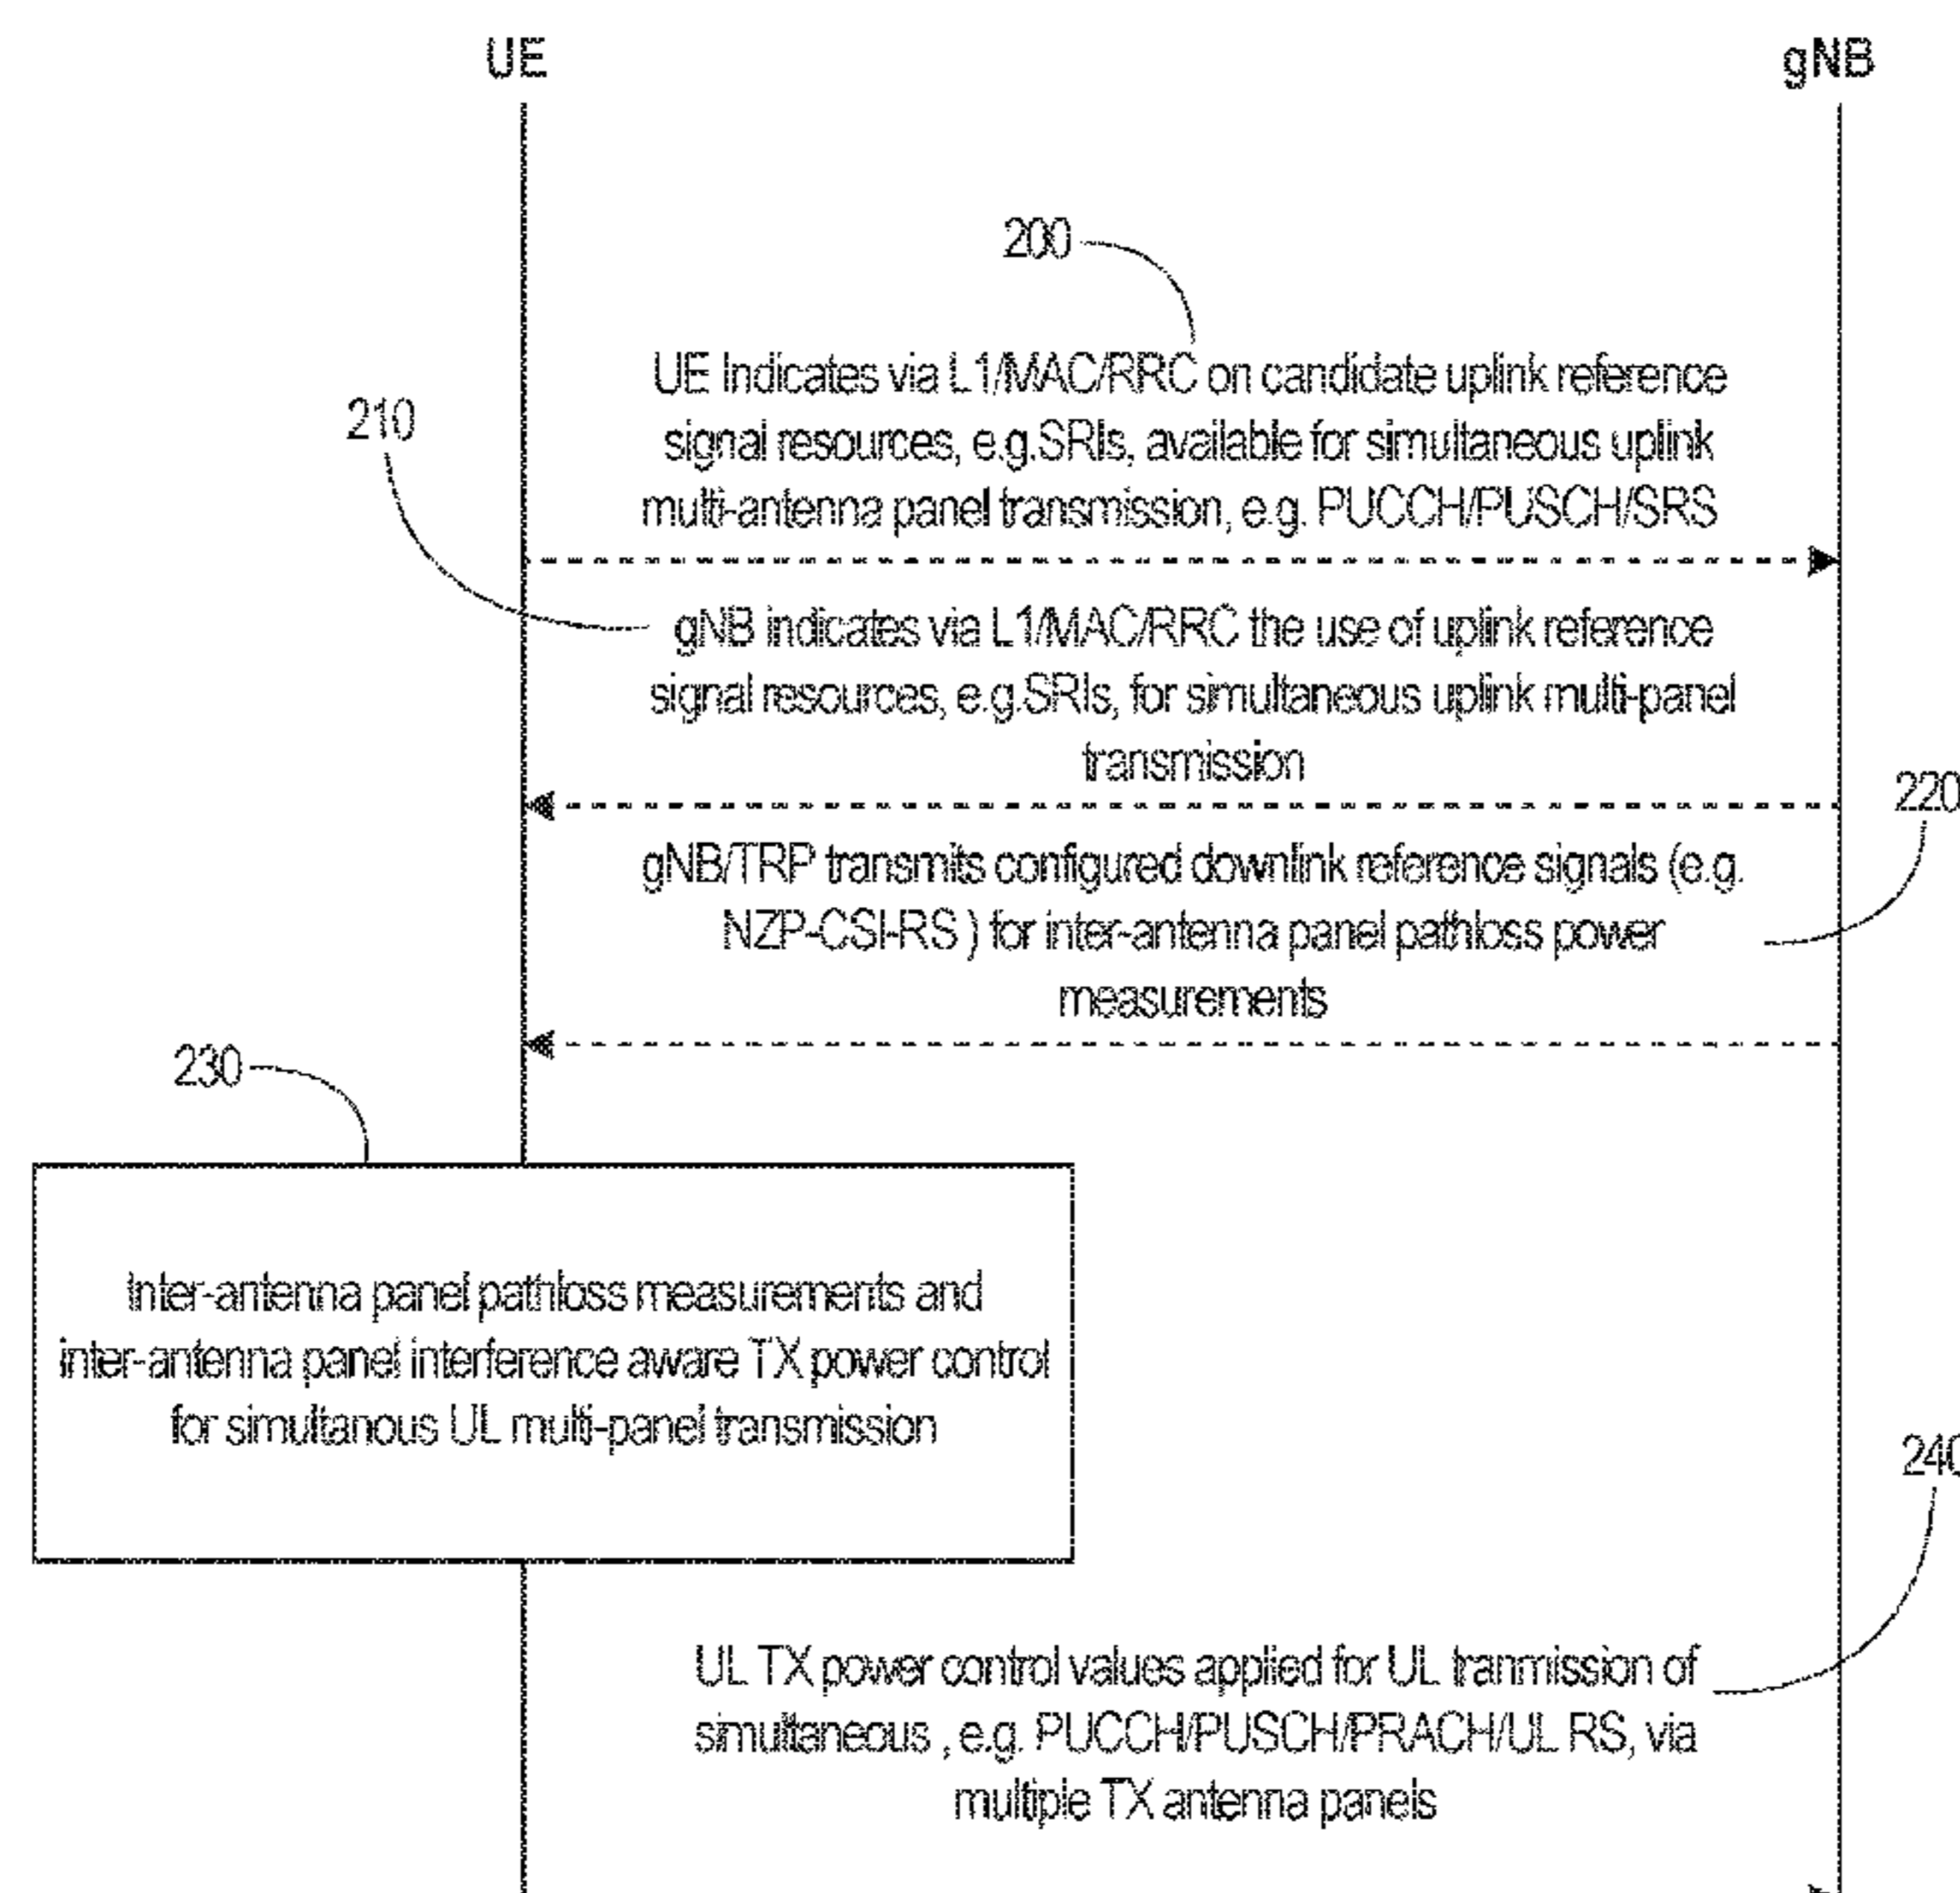 UE
gNB
200
UE Indicates via L1/MAC/RRC on candidate uplink reference
signal resources, e.g.SRIs, available for simultaneous uplink
multi-antenna panel transmission, e.g. PUCCH/PUSCH/SRS
210
gNB indicates via L1/MAC/RRC the use of uplink reference
signal resources, e.g.SRIs, for simultaneous uplink multi-panel
transmission
220
gNB/TRP transmits configured downlink reference signals (e.g.
NZP-CSI-RS ) for inter-antenna panel pathloss power
measurements
230
Inter-antenna panel pathloss measurements and
inter-antenna panel interference aware TX power control
for simultanous UL multi-panel transmission
240
UL TX power control values applied for UL tranmission of
simultaneous , e.g. PUCCH/PUSCH/PRACH/UL RS, via
multiple TX antenna panels